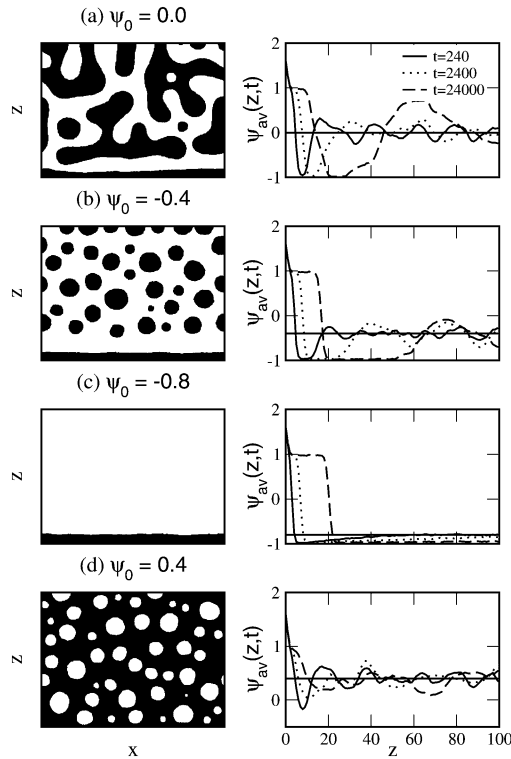 (a) ψ0 = 0.0
z
2
1
0
-1
ψav(z,t)
t=240
t=2400
t=24000
(b) ψ0 = -0.4
z
2
1
0
-1
ψav(z,t)
(c) ψ0 = -0.8
z
2
1
0
-1
ψav(z,t)
(d) ψ0 = 0.4
z
x
2
1
0
ψav(z,t)
0 20 40 60 80 100
z